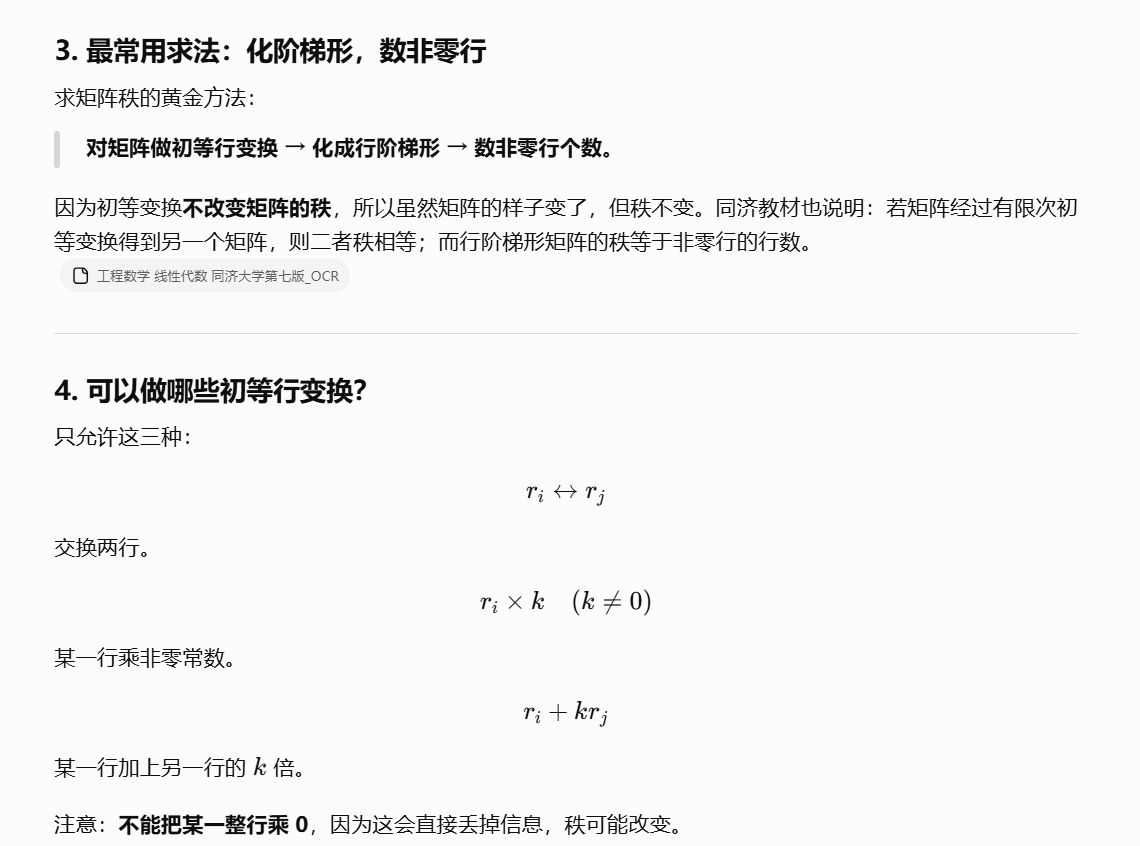 3. 最常用求法：化阶梯形，数非零行
求矩阵秩的黄金方法：
对矩阵做初等行变换 → 化成行阶梯形 → 数非零行个数。
因为初等变换不改变矩阵的秩，所以虽然矩阵的样子变了，但秩不变。同济教材也说明：若矩阵经过有限次初
等变换得到另一个矩阵，则二者秩相等；而行阶梯形矩阵的秩等于非零行的行数。
工程数学 线性代数 同济大学第七版_OCR
4. 可以做哪些初等行变换？
只允许这三种：
r_i ↔ r_j
交换两行。
r_i × k (k ≠ 0)
某一行乘非零常数。
r_i + kr_j
某一行加上另一行的 k 倍。
注意：不能把某一整行乘 0，因为这会直接丢掉信息，秩可能改变。